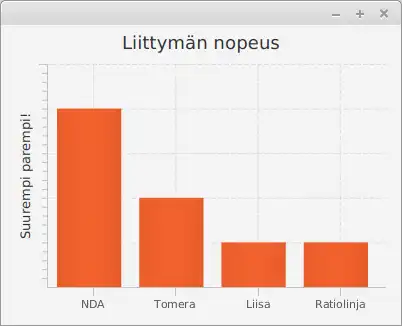 Liittymän nopeus
Suurempi parempi!
NDA
Tomera
Liisa
Ratiolinja